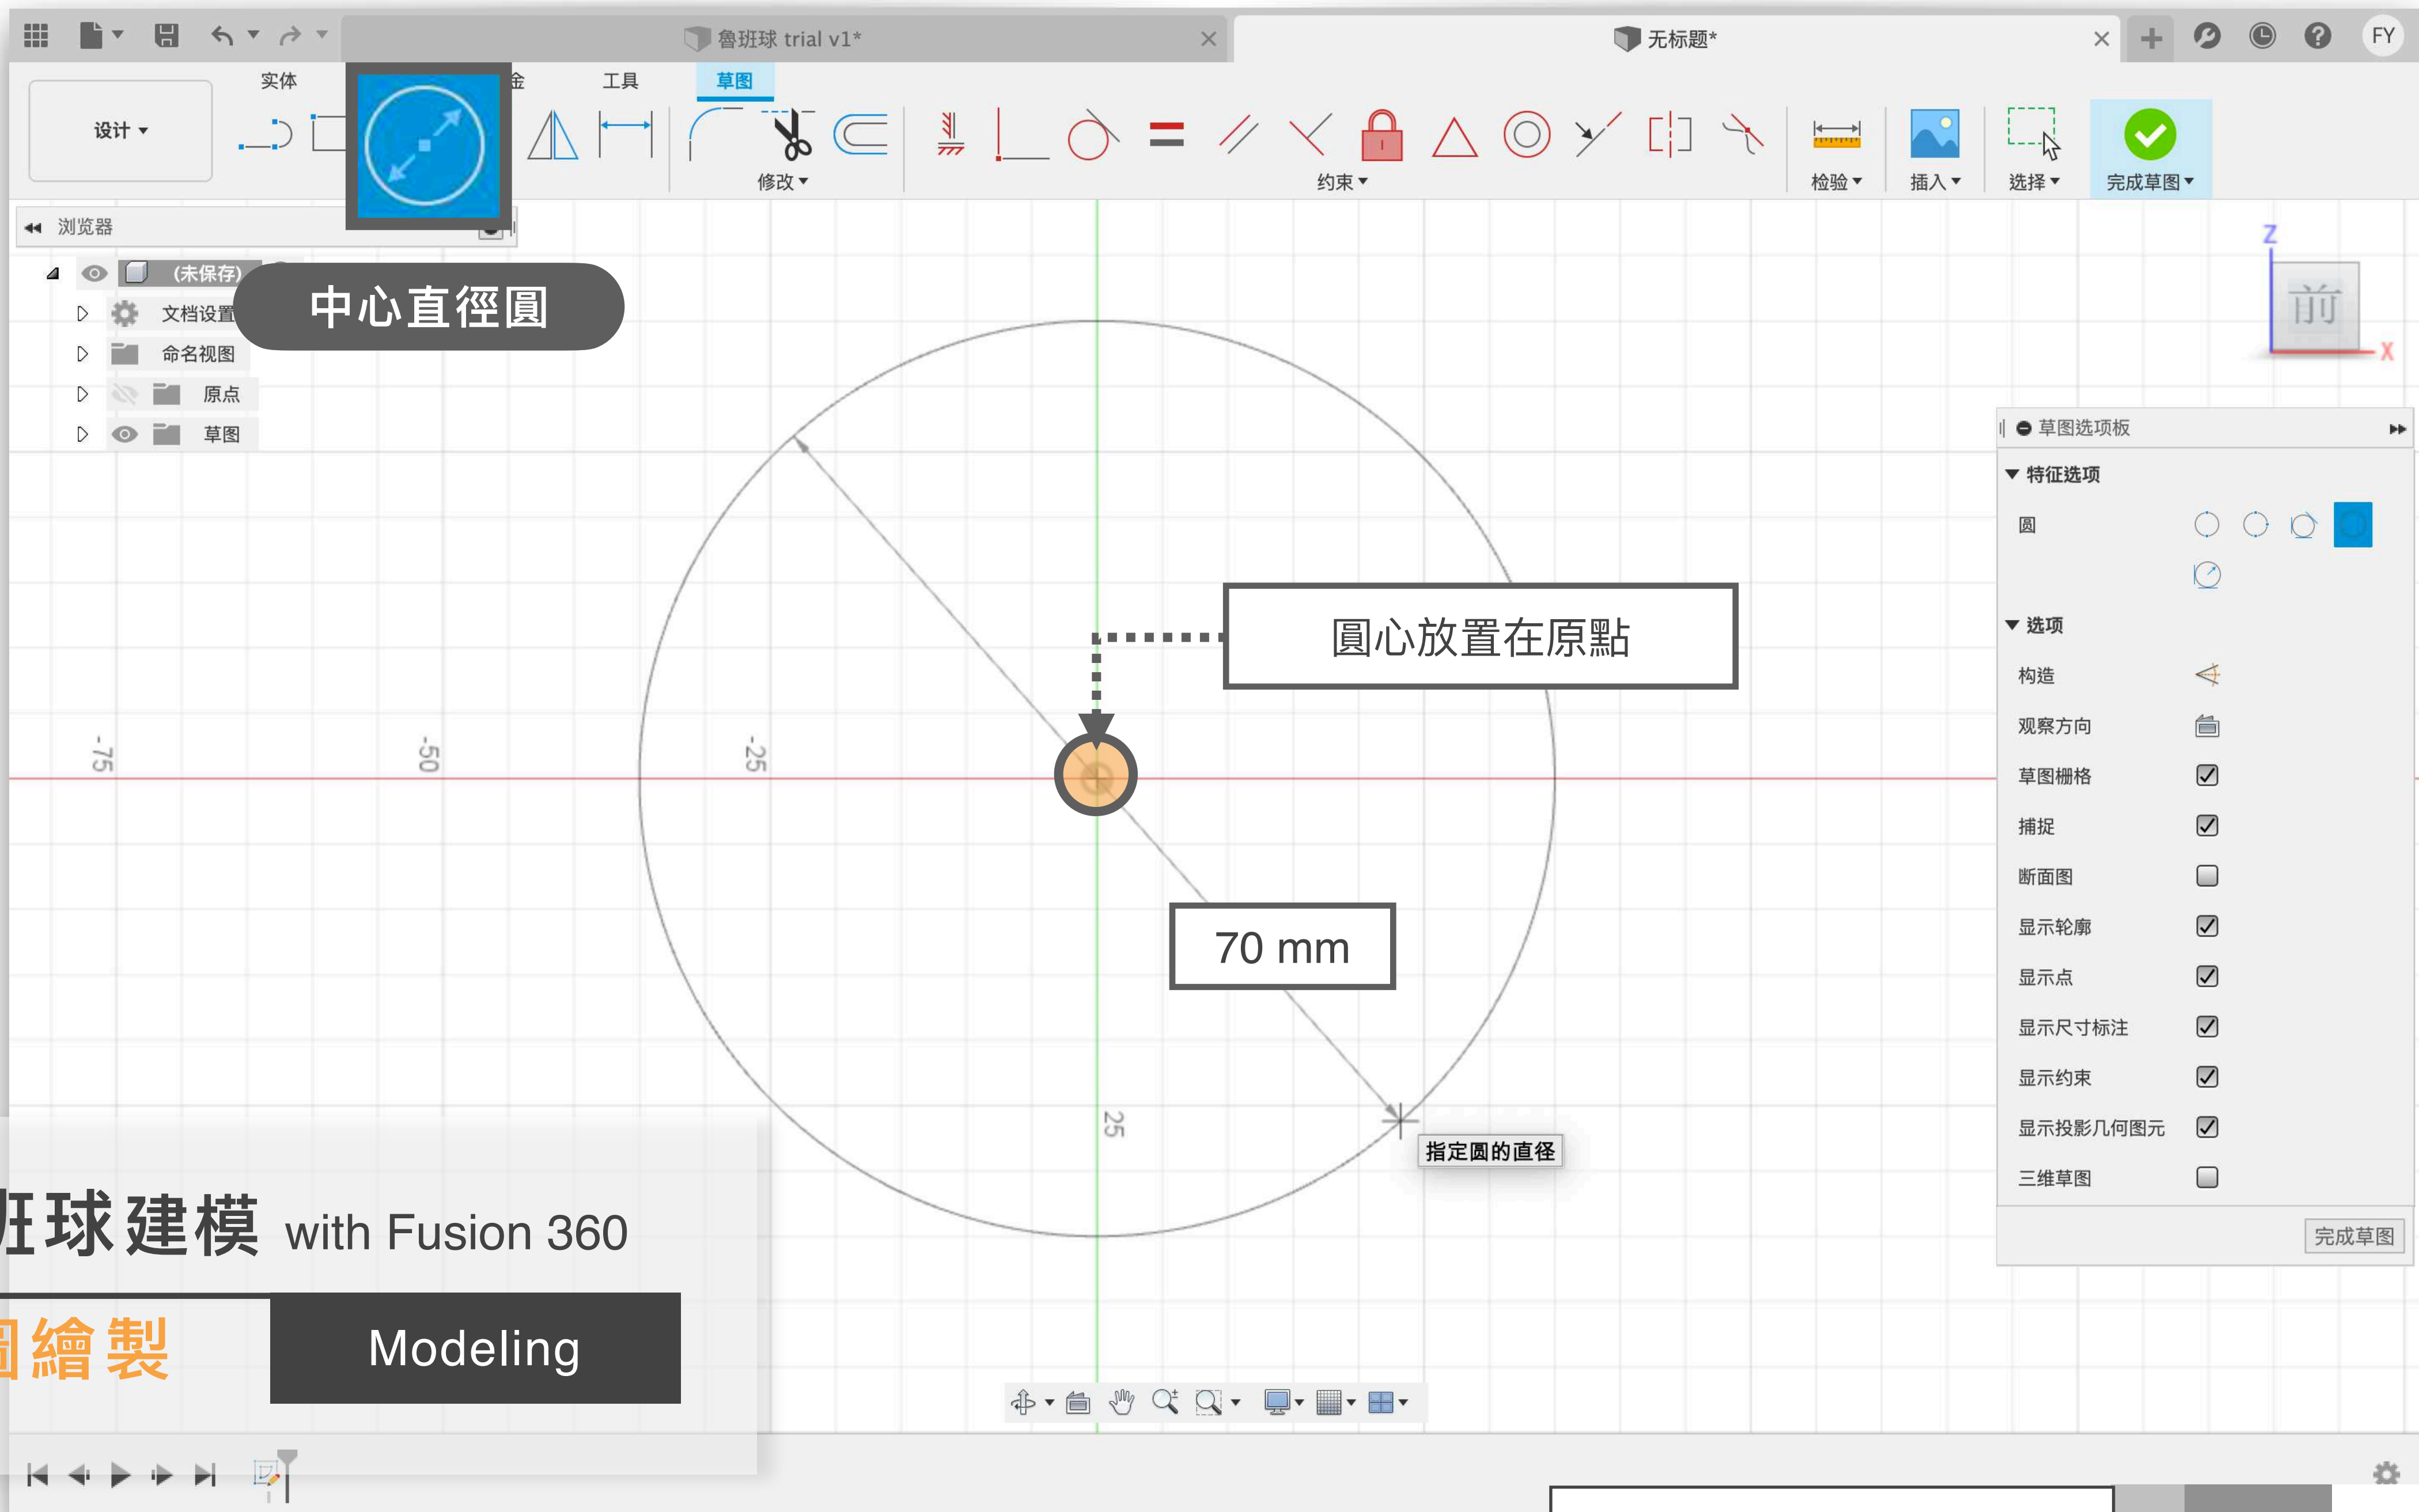 魯班球 trial v1*
无标题*
FY
实体
金
工具
草图
设计
修改
约束
检验
插入
选择
完成草图
浏览器
(未保存)
中心直徑圓
文档设置
命名视图
原点
草图
Z
前
X
草图选项板
特征选项
圆
圓心放置在原點
选项
构造
观察方向
-75
-50
-25
草图栅格
捕捉
断面图
显示轮廓
70 mm
显示点
显示尺寸标注
显示约束
25
显示投影几何图元
指定圆的直径
三维草图
班球建模 with Fusion 360
完成草图
圖繪製
Modeling